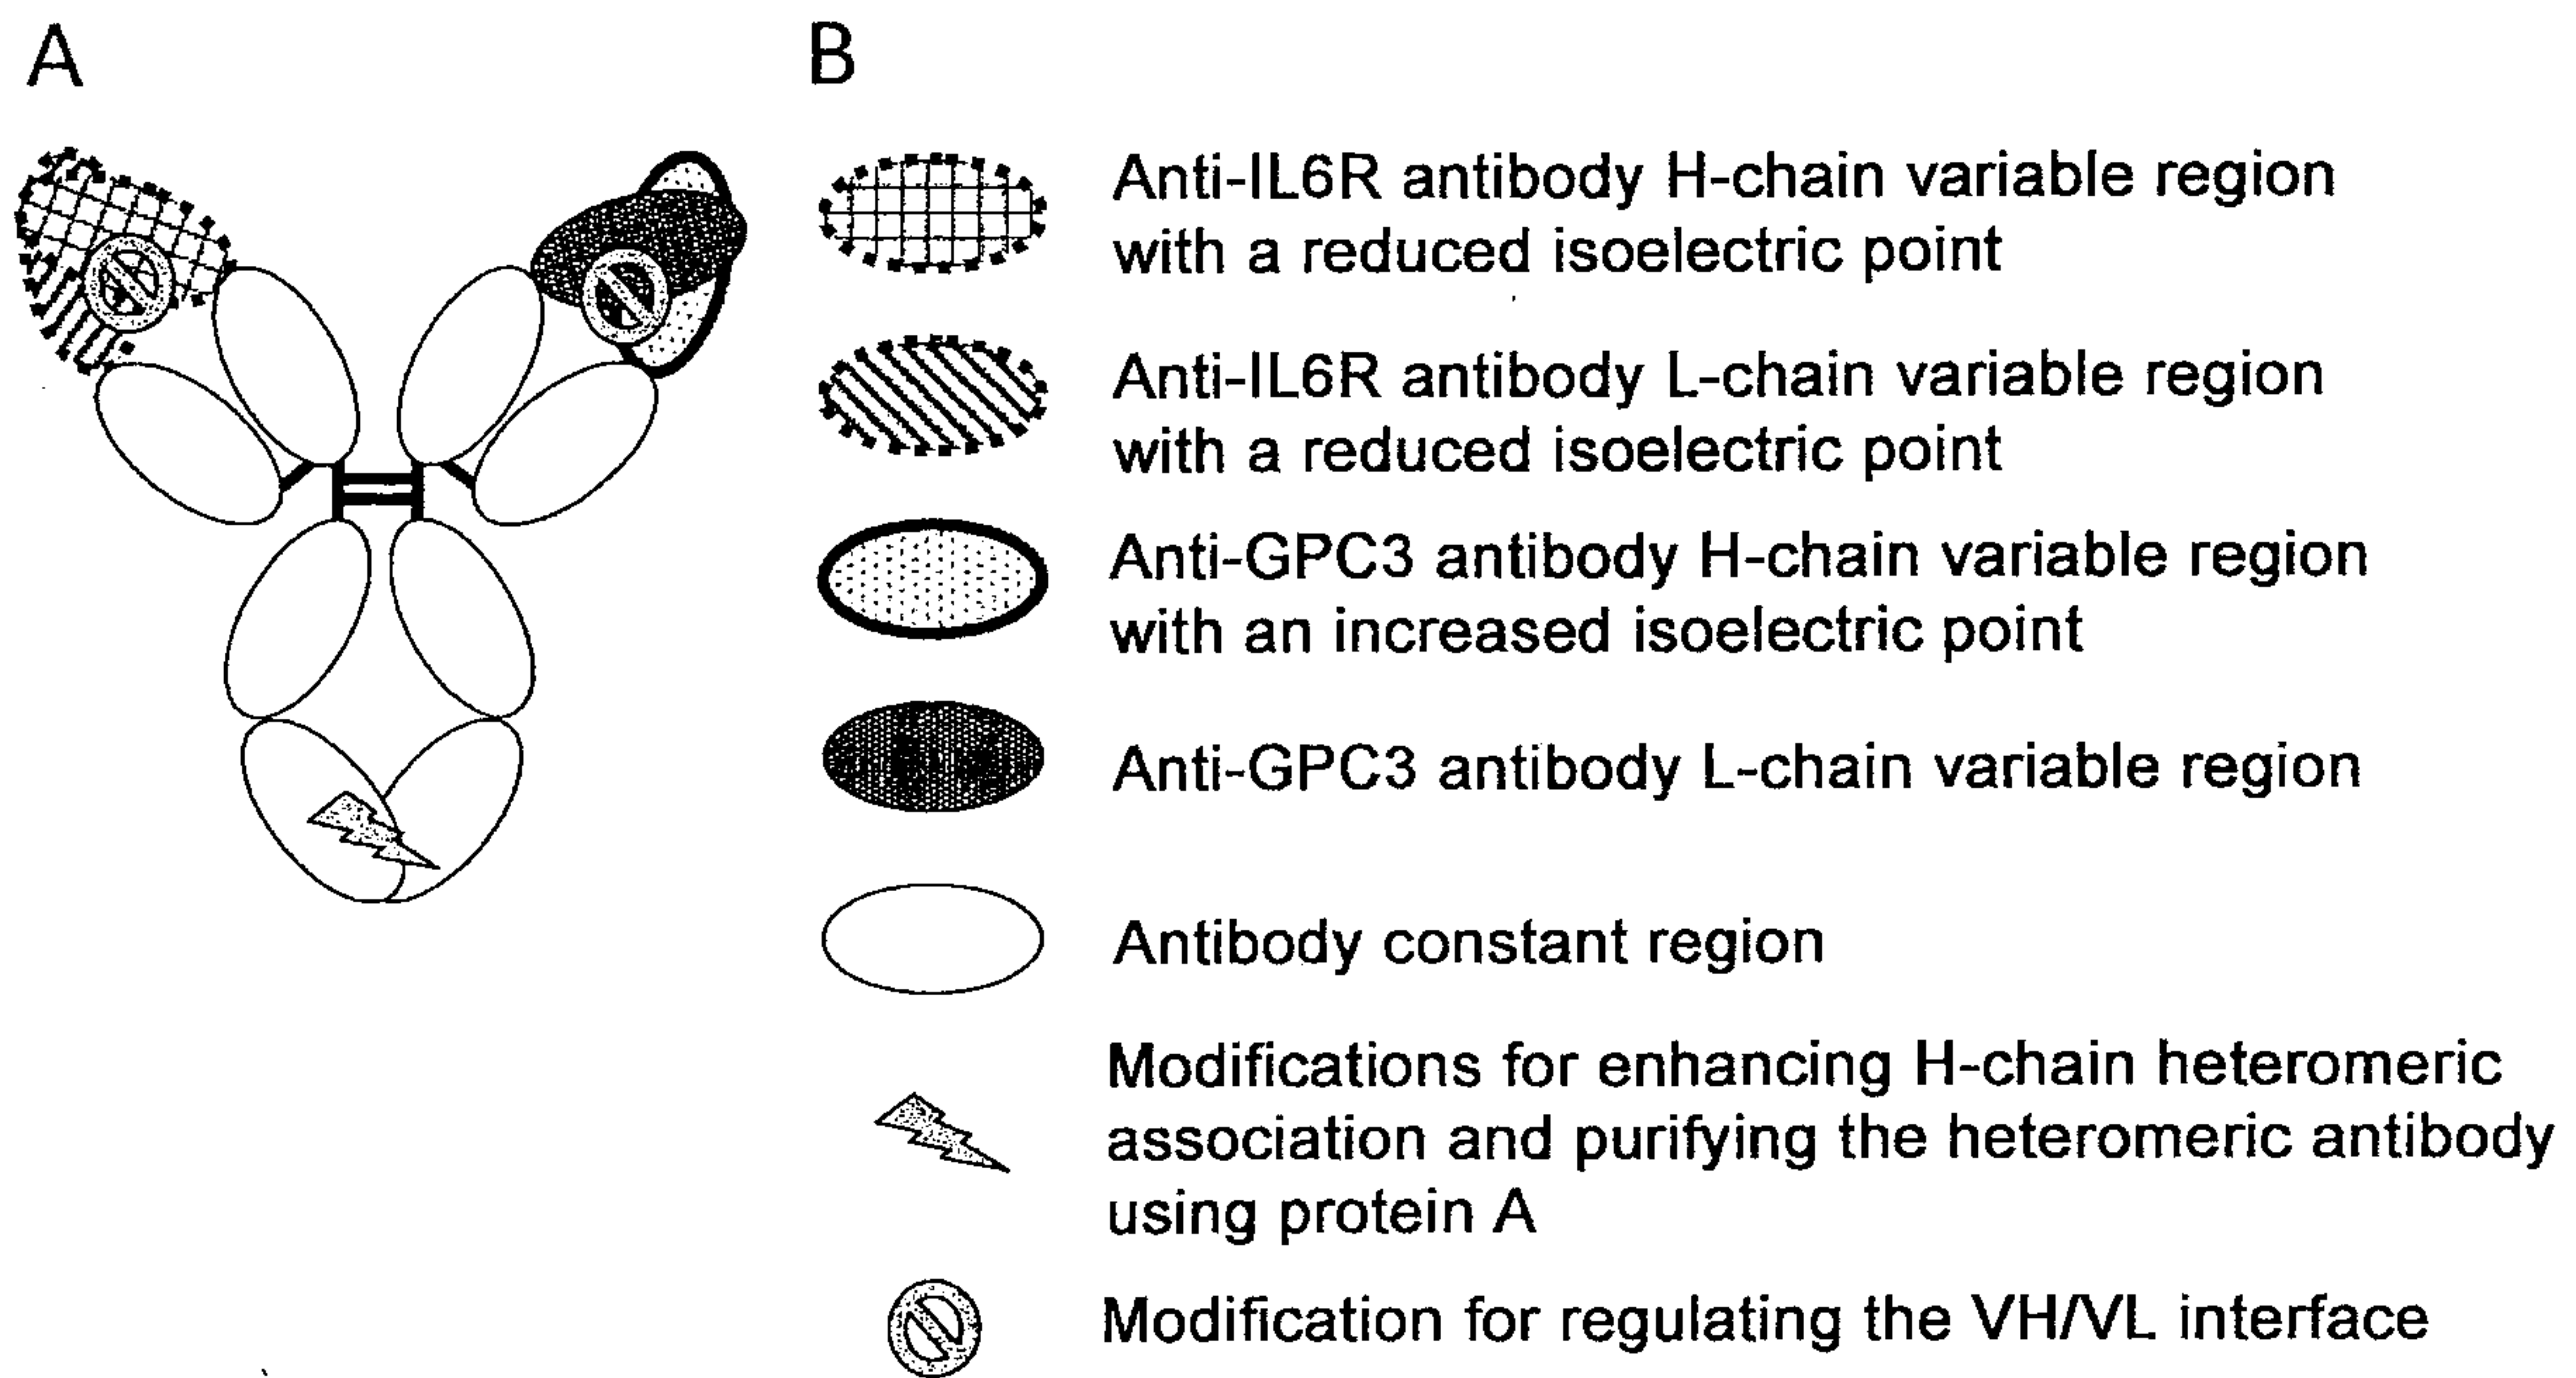 A
B
Anti-IL6R antibody H-chain variable region
with a reduced isoelectric point
Anti-IL6R antibody L-chain variable region
with a reduced isoelectric point
Anti-GPC3 antibody H-chain variable region
with an increased isoelectric point
Anti-GPC3 antibody L-chain variable region
Antibody constant region
Modifications for enhancing H-chain heteromeric
association and purifying the heteromeric antibody
using protein A
Modification for regulating the VH/VL interface